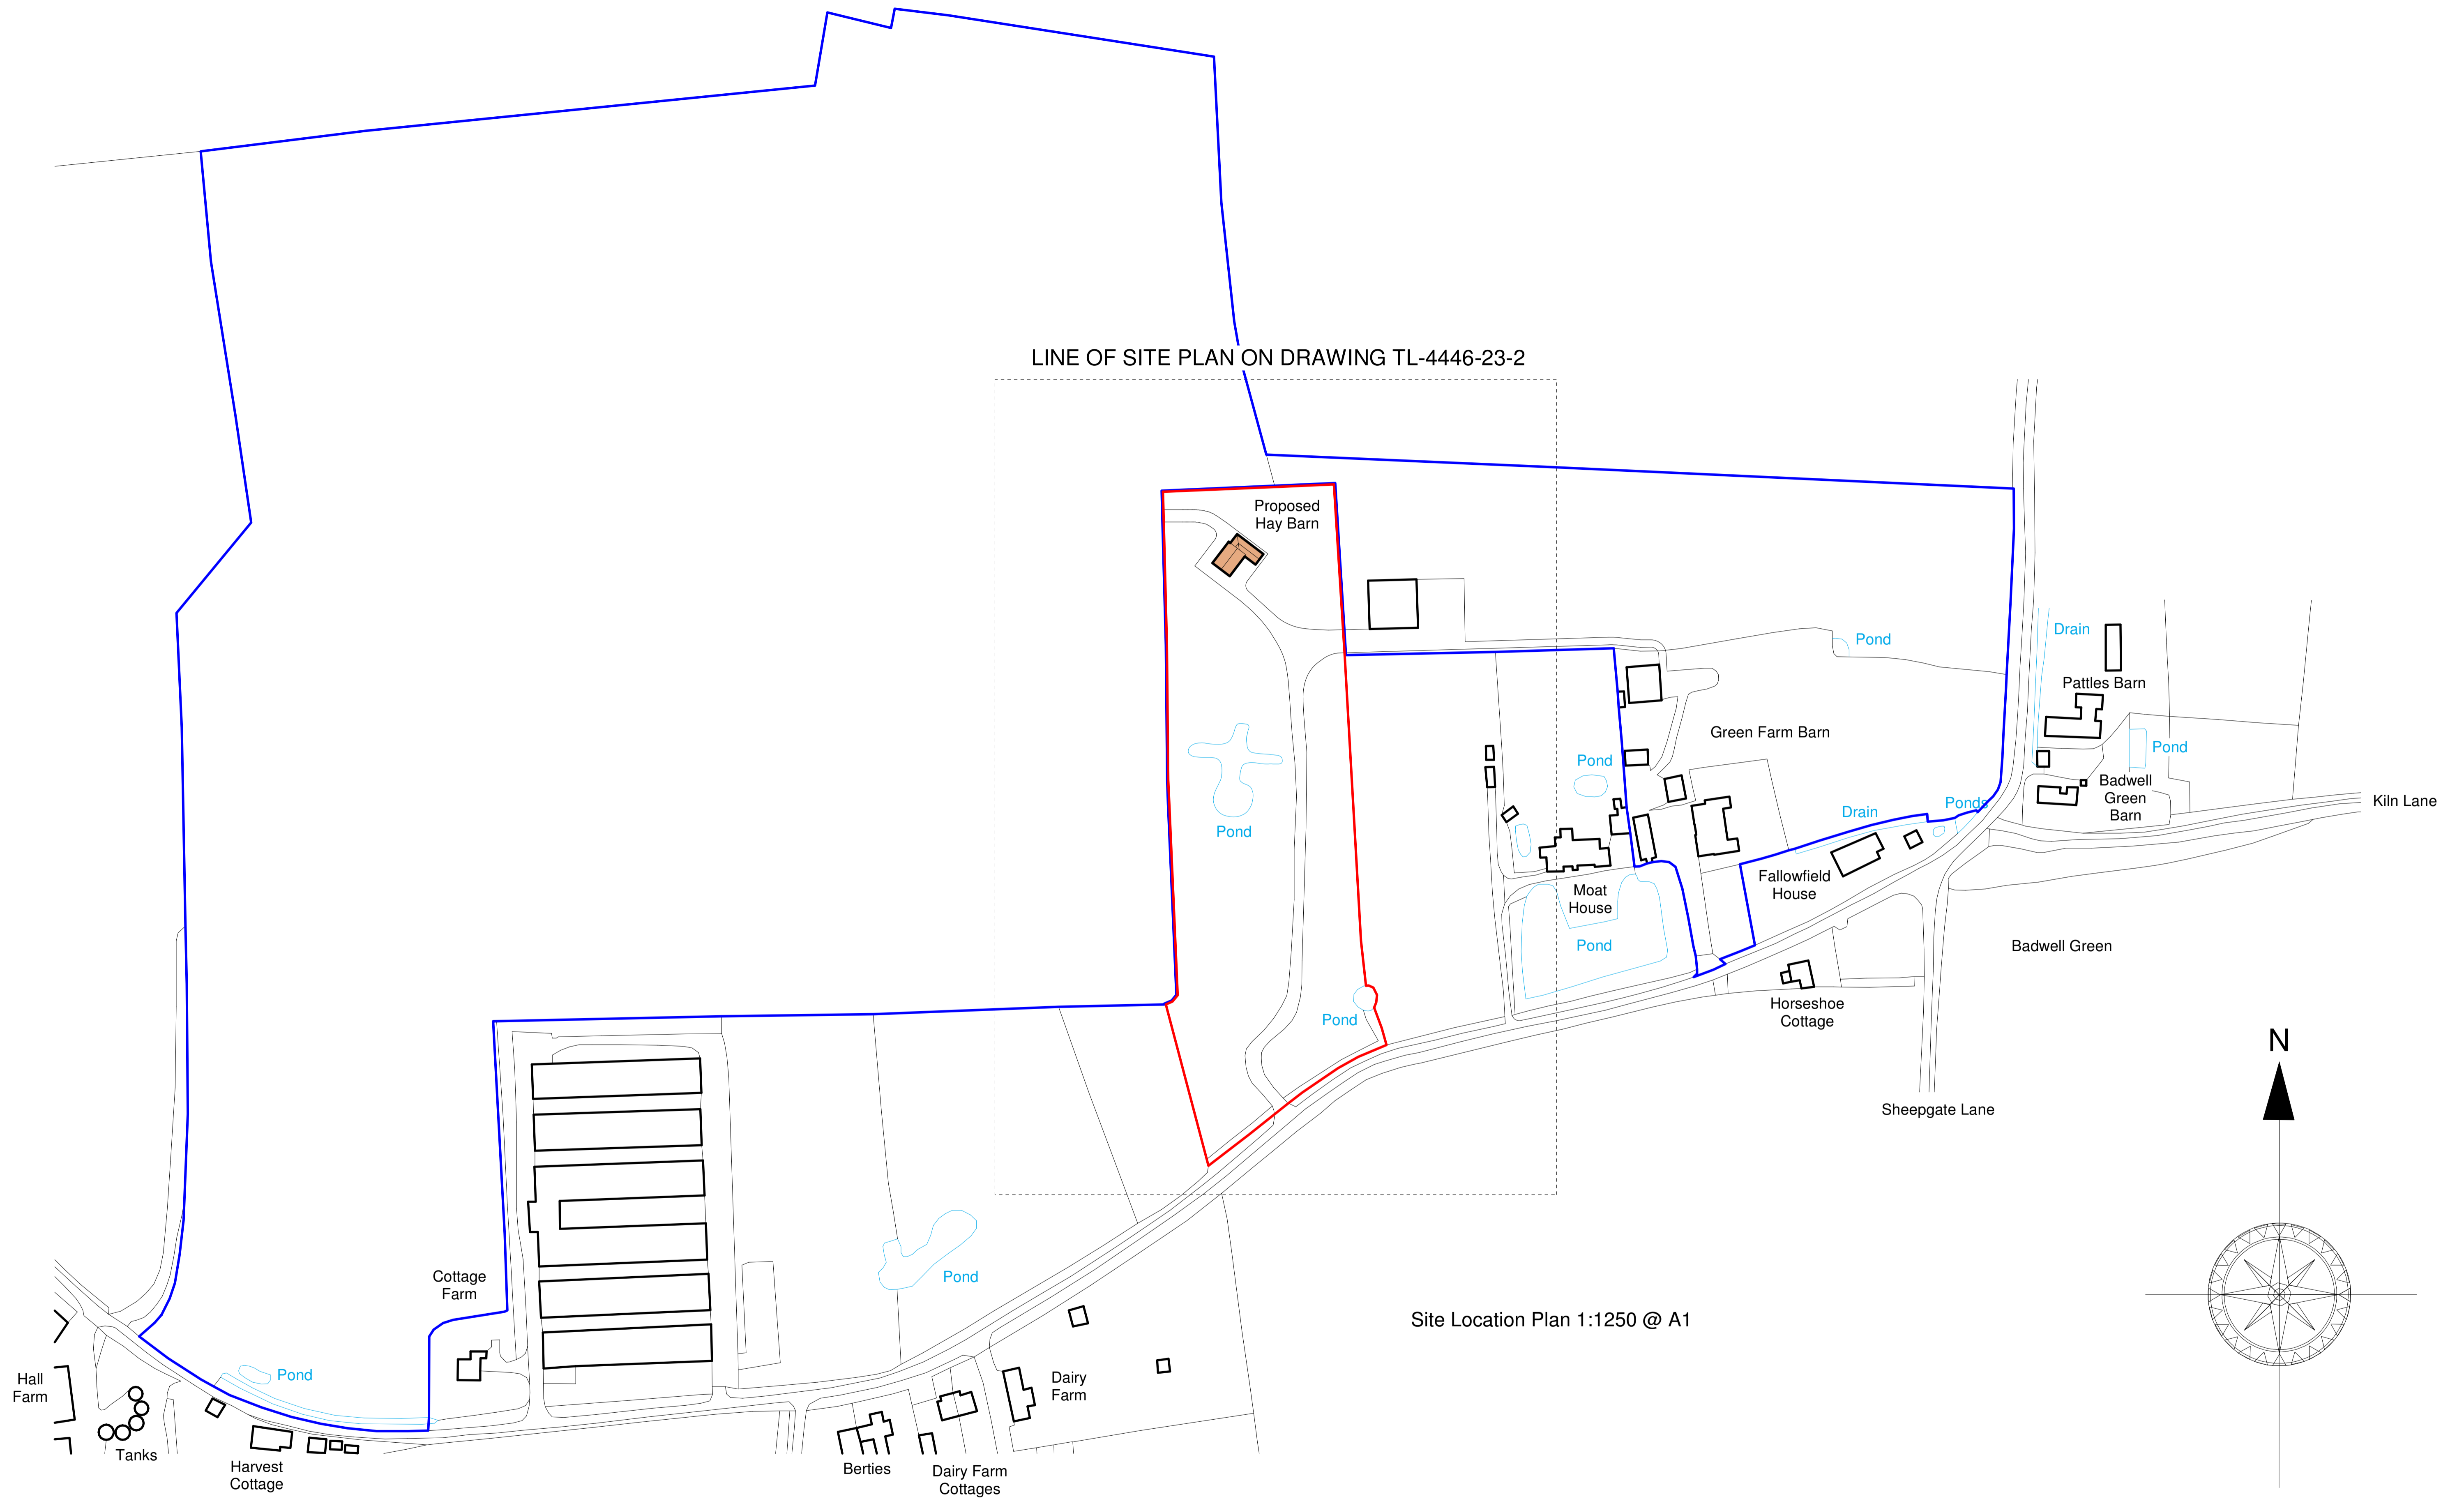 LINE OF SITE PLAN ON DRAWING TL-4446-23-2
Proposed
Hay Barn
Pond
Drain
Pattles Barn
Green Farm Barn
Pond
Pond
Badwell
Green
Barn
Ponds
Kiln Lane
Drain
Pond
Fallowfield
House
Moat
House
Pond
Badwell Green
Horseshoe
Cottage
Pond
N
Sheepgate Lane
Cottage
Farm
Pond
Site Location Plan 1:1250 @ A1
Pond
Hall
Farm
Dairy
Farm
Tanks
Harvest
Cottage
Berties
Dairy Farm
Cottages